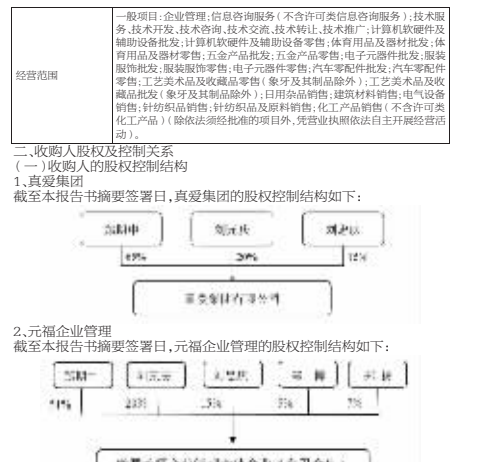 经营范围
一般项目:企业管理;信息咨询服务(不含许可类信息咨询服务);技术服
务、技术开发、技术咨询、技术交流、技术转让、技术推广;计算机软硬件及
辅助设备批发;计算机软硬件及辅助设备零售;体育用品及器材批发;体
育用品及器材零售;五金产品批发;五金产品零售;电子元器件批发;服装
服饰批发;服装服饰零售;电子元器件零售;汽车零配件批发;汽车零配件
零售;工艺美术品及收藏品零售(象牙及其制品除外);工艺美术品及收
藏品批发(象牙及其制品除外);日用杂品销售;建筑材料销售;电气设备
销售;针纺织品销售;针纺织品及原料销售;化工产品销售(不含许可类
化工产品)(除依法须经批准的项目外,凭营业执照依法自主开展经营活
动)。
二、收购人股权及控制关系
(一)收购人的股权控制结构
1、真爱集团
截至本报告书摘要签署日,真爱集团的股权控制结构如下:
20%
15%
真爱集团有限公司
2、元福企业管理
截至本报告书摘要签署日,元福企业管理的股权控制结构如下:
15%